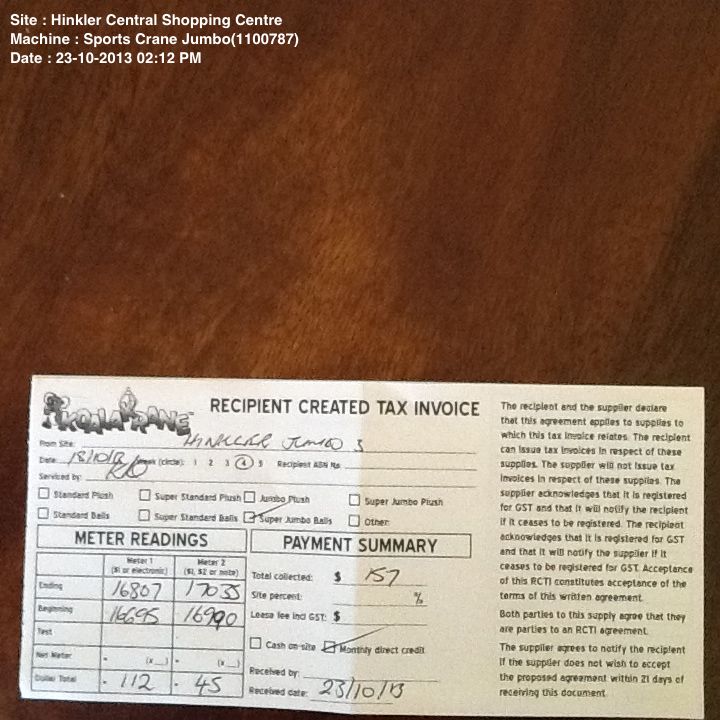 Site : Hinkler Central Shopping Centre
Machine : Sports Crane Jumbo(1100787)
Date : 23-10-2013 02:12 PM
KOALA KRANE
RECIPIENT CREATED TAX INVOICE
From Site: HINKLER JUMBO 3
Date: 18/10/13 Week (circle): 1 2 3 4 5 Recipient ABN No
Serviced by:
Standard Plush Super Standard Plush Jumbo Plush Super Jumbo Plush
Standard Balls Super Standard Balls Super Jumbo Balls Other
METER READINGS
Meter 1 Meter 2
($1 or electronic) ($1, $2 or note)
Ending 16807 17035
Beginning 16695 16990
Test
Net Meter = (x __) = (x __)
Dollar Total 112 45
PAYMENT SUMMARY
Total collected: $ 157
Site percent: %
Lease fee incl GST: $
Cash on-site Monthly direct credit
Received by:
Received date: 23/10/13
The recipient and the supplier declare
that this agreement applies to supplies to
which this tax invoice relates. The recipient
can issue tax invoices in respect of these
supplies. The supplier will not issue tax
invoices in respect of these supplies. The
supplier acknowledges that it is registered
for GST and that it will notify the recipient
if it ceases to be registered. The recipient
acknowledges that it is registered for GST
and that it will notify the supplier if it
ceases to be registered for GST. Acceptance
of this RCTI constitutes acceptance of the
terms of this written agreement.
Both parties to this supply agree that they
are parties to an RCTI agreement.
The supplier agrees to notify the recipient
if the supplier does not wish to accept
the proposed agreement within 21 days of
receiving this document.